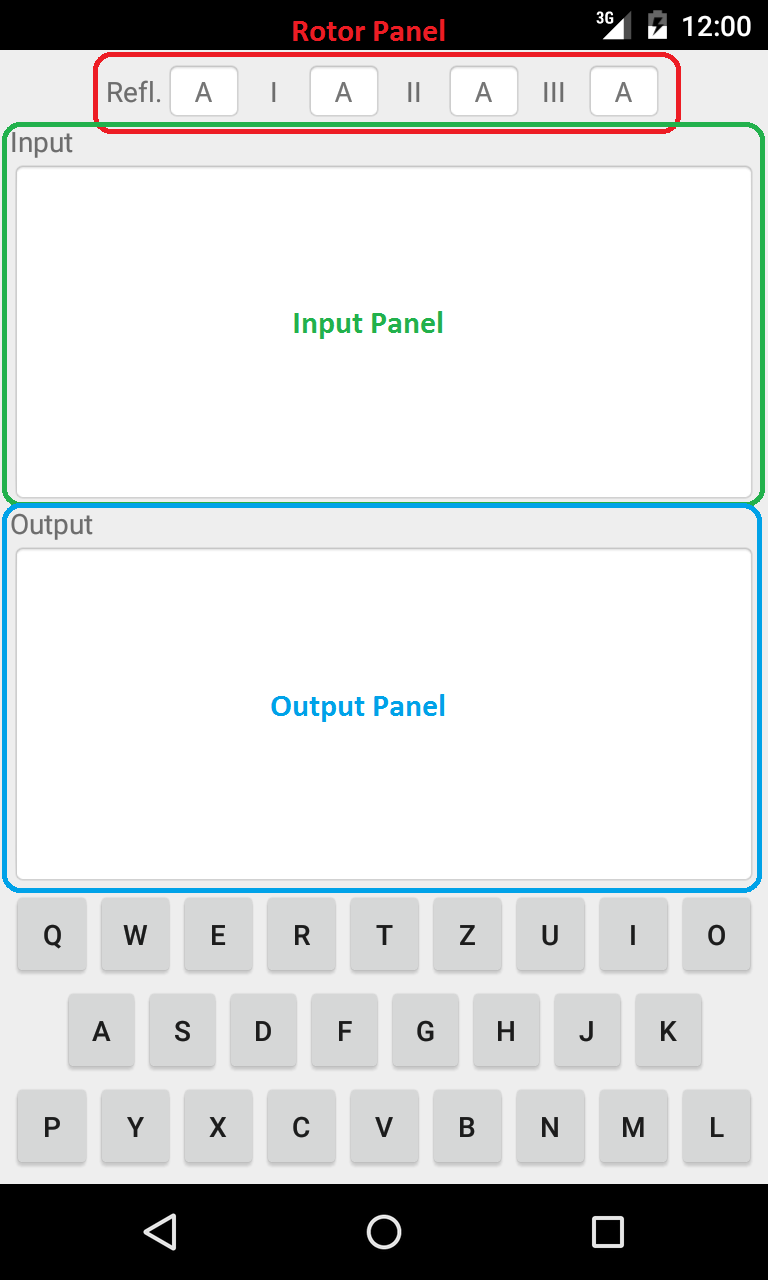 Rotor Panel 3G 12:00
Refl. A I A II A III A
Input
Input Panel
Output
Output Panel
Q W E R T Z U I O
A S D F G H J K
P Y X C V B N M L